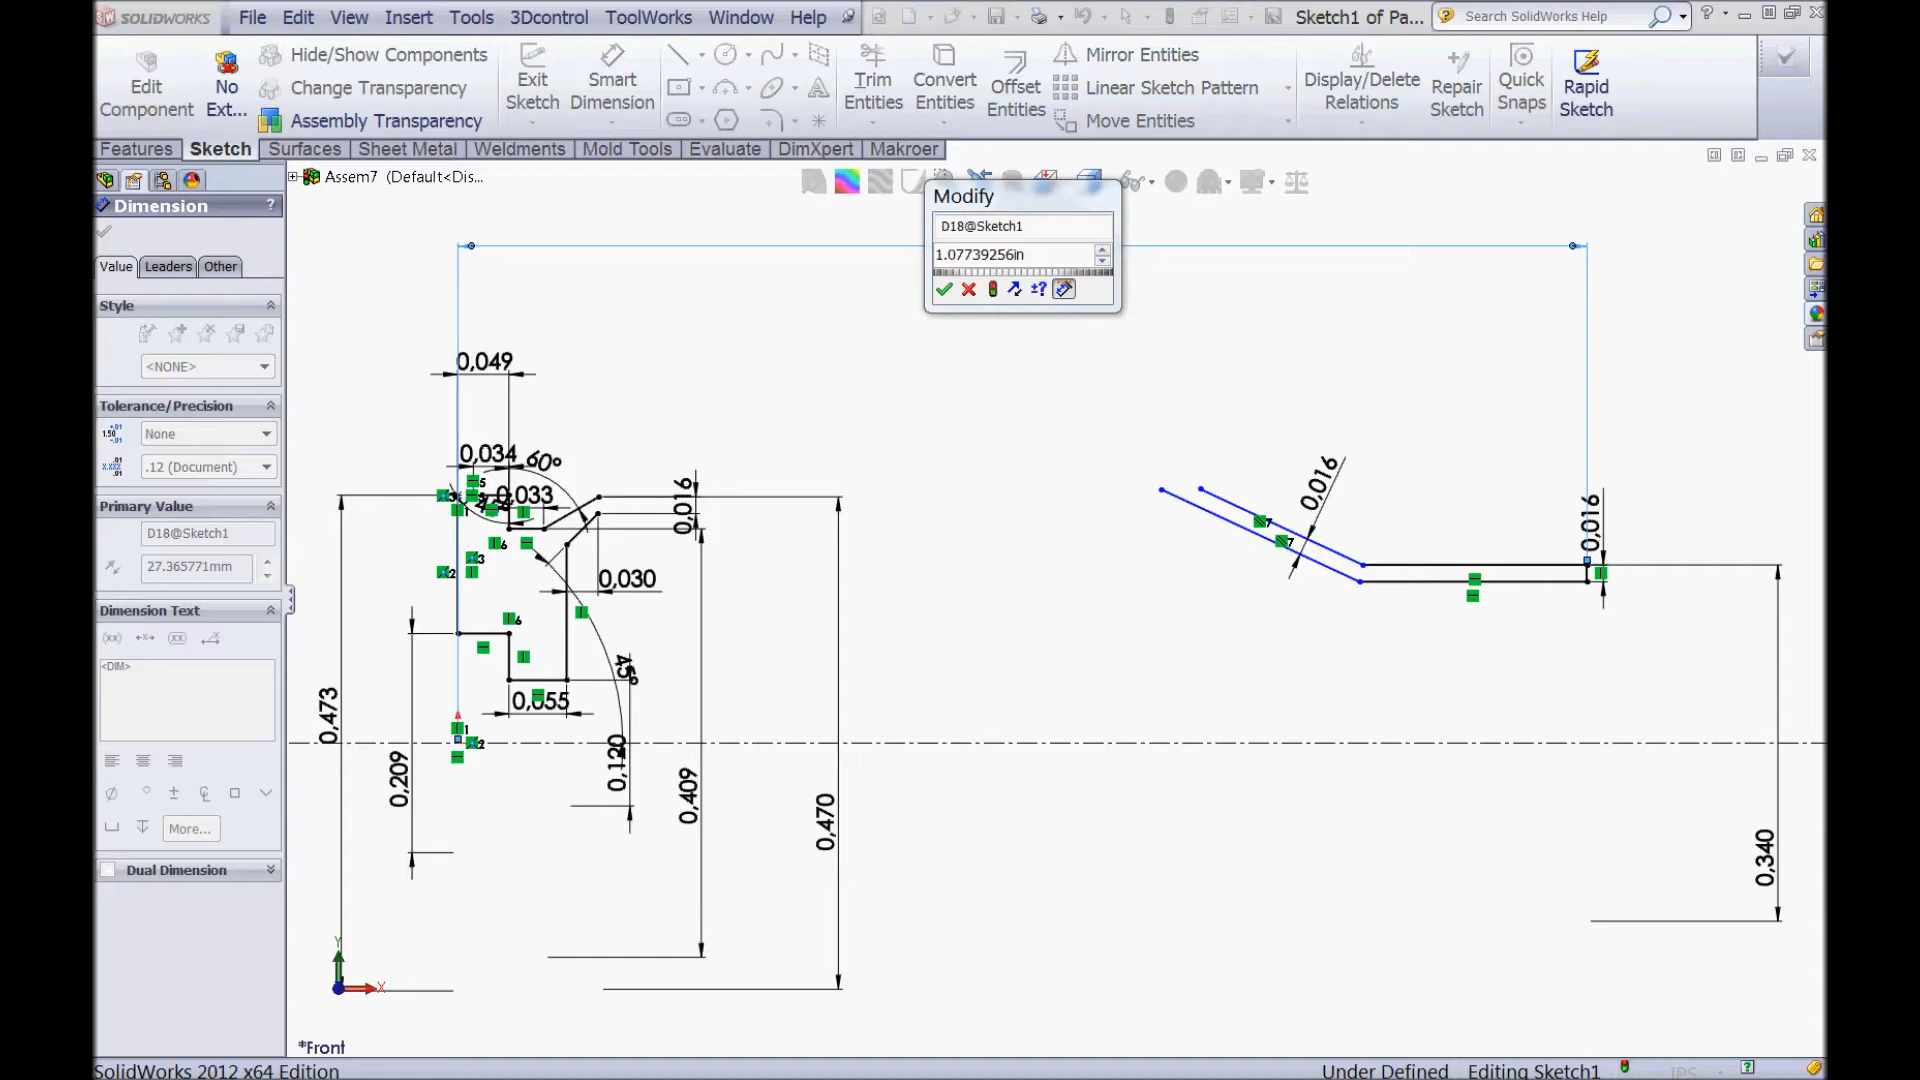 SOLIDWORKS File Edit View Insert Tools 3Dcontrol ToolWorks Window Help Sketch1 of Pa... Search SolidWorks Help
Edit Component
No Ext...
Hide/Show Components
Change Transparency
Assembly Transparency
Exit Sketch
Smart Dimension
Trim Entities
Convert Entities
Offset Entities
Mirror Entities
Linear Sketch Pattern
Move Entities
Display/Delete Relations
Repair Sketch
Quick Snaps
Rapid Sketch
Features Sketch Surfaces Sheet Metal Weldments Mold Tools Evaluate DimXpert Makroer
Assem7 (Default<Dis...
Dimension ?
Value Leaders Other
Style
<NONE>
Tolerance/Precision
None
.12 (Document)
Primary Value
D18@Sketch1
27.365771mm
Dimension Text
<DIM>
More...
Dual Dimension
Modify
D18@Sketch1
1.07739256in
0,049
0,034
60°
0,033
0,016
0,030
45°
0,055
0,473
0,209
0,120
0,409
0,470
0,016
0,016
0,340
Y
X
*Front
SolidWorks 2012 x64 Edition Under Defined Editing Sketch1 IPS